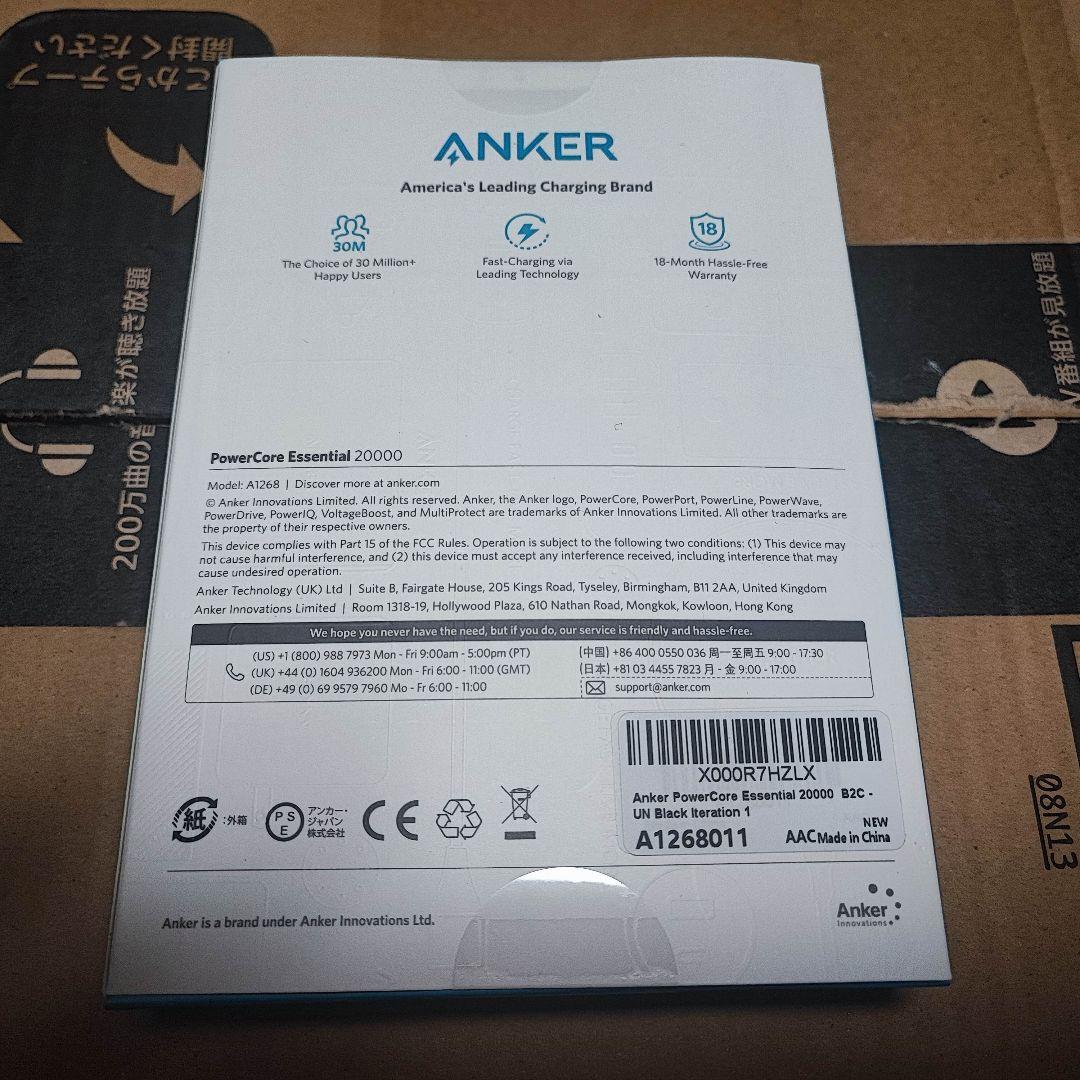 ここからテープ
開封ください
200万曲の音楽が聴き放題
V番組が見放題
08N13
ANKER
America's Leading Charging Brand
30M
The Choice of 30 Million+
Happy Users
Fast-Charging via
Leading Technology
18
18-Month Hassle-Free
Warranty
PowerCore Essential 20000
Model: A1268 | Discover more at anker.com
© Anker Innovations Limited. All rights reserved. Anker, the Anker logo, PowerCore, PowerPort, PowerLine, PowerWave,
PowerDrive, PowerIQ, VoltageBoost, and MultiProtect are trademarks of Anker Innovations Limited. All other trademarks are
the property of their respective owners.
This device complies with Part 15 of the FCC Rules. Operation is subject to the following two conditions: (1) This device may
not cause harmful interference, and (2) this device must accept any interference received, including interference that may
cause undesired operation.
Anker Technology (UK) Ltd | Suite B, Fairgate House, 205 Kings Road, Tyseley, Birmingham, B11 2AA, United Kingdom
Anker Innovations Limited | Room 1318-19, Hollywood Plaza, 610 Nathan Road, Mongkok, Kowloon, Hong Kong
We hope you never have the need, but if you do, our service is friendly and hassle-free.
(US) +1 (800) 988 7973 Mon - Fri 9:00am - 5:00pm (PT)
(UK) +44 (0) 1604 936200 Mon - Fri 6:00 - 11:00 (GMT)
(DE) +49 (0) 69 9579 7960 Mo - Fr 6:00 - 11:00
(中国) +86 400 0550 036 周一至周五 9:00 - 17:30
(日本) +81 03 4455 7823 月 - 金 9:00 - 17:00
support@anker.com
X000R7HZLX
Anker PowerCore Essential 20000 B2C -
UN Black Iteration 1
NEW
A1268011 AAC Made in China
紙 :外箱
PSE
アンカー・
ジャパン
株式会社
CE
Anker is a brand under Anker Innovations Ltd.
Anker
Innovations